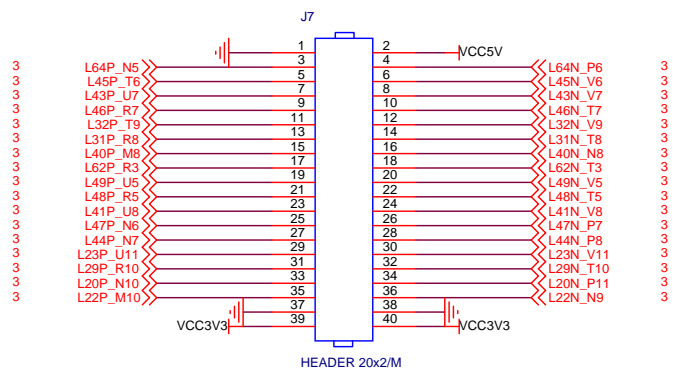 J7
1 2 VCC5V
3 L64P_N5 3 4 L64N_P6 3
3 L45P_T6 5 6 L45N_V6 3
3 L43P_U7 7 8 L43N_V7 3
3 L46P_R7 9 10 L46N_T7 3
3 L32P_T9 11 12 L32N_V9 3
3 L31P_R8 13 14 L31N_T8 3
3 L40P_M8 15 16 L40N_N8 3
3 L62P_R3 17 18 L62N_T3 3
3 L49P_U5 19 20 L49N_V5 3
3 L48P_R5 21 22 L48N_T5 3
3 L41P_U8 23 24 L41N_V8 3
3 L47P_N6 25 26 L47N_P7 3
3 L44P_N7 27 28 L44N_P8 3
3 L23P_U11 29 30 L23N_V11 3
3 L29P_R10 31 32 L29N_T10 3
3 L20P_N10 33 34 L20N_P11 3
3 L22P_M10 35 36 L22N_N9 3
37 38
VCC3V3 39 40 VCC3V3
HEADER 20x2/M